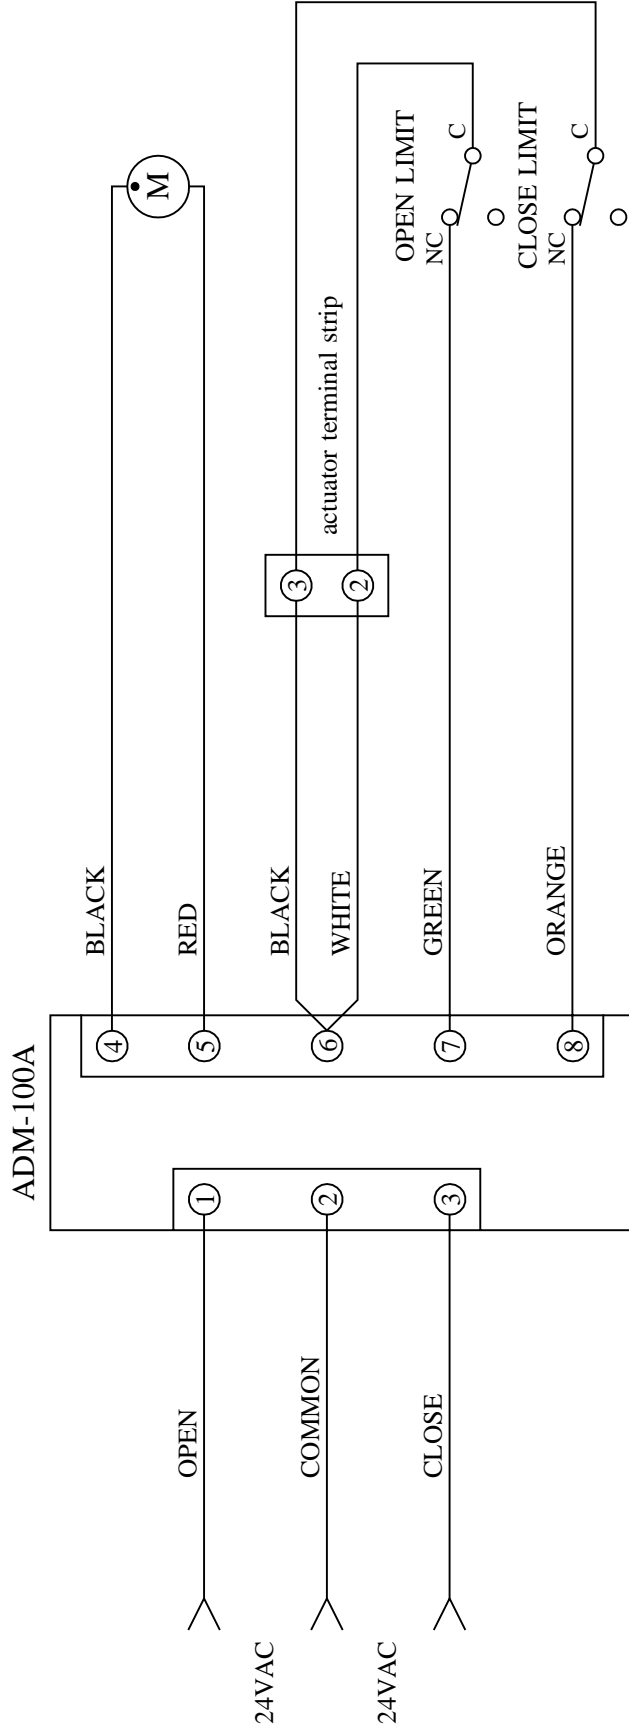 ADM-100A
24VAC
24VAC
OPEN
COMMON
CLOSE
1
2
3
4
5
6
7
8
BLACK
RED
BLACK
WHITE
GREEN
ORANGE
3
2
actuator terminal strip
M
OPEN LIMIT
NC
C
CLOSE LIMIT
NC
C